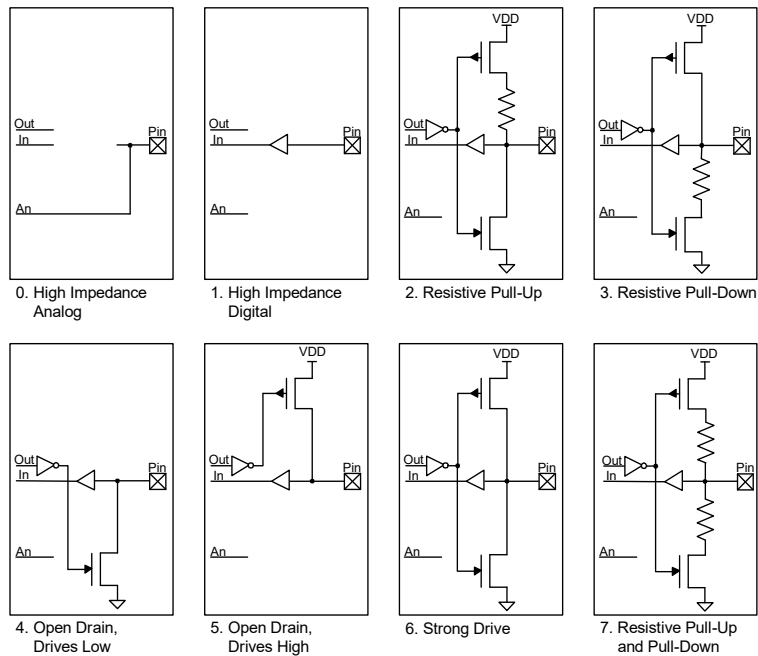 Out
In
An
Pin
0. High Impedance
Analog
Out
In
An
Pin
1. High Impedance
Digital
VDD
Out
In
An
Pin
2. Resistive Pull-Up
VDD
Out
In
An
Pin
3. Resistive Pull-Down
Out
In
An
Pin
4. Open Drain,
Drives Low
VDD
Out
In
An
Pin
5. Open Drain,
Drives High
VDD
Out
In
An
Pin
6. Strong Drive
VDD
Out
In
An
Pin
7. Resistive Pull-Up
and Pull-Down